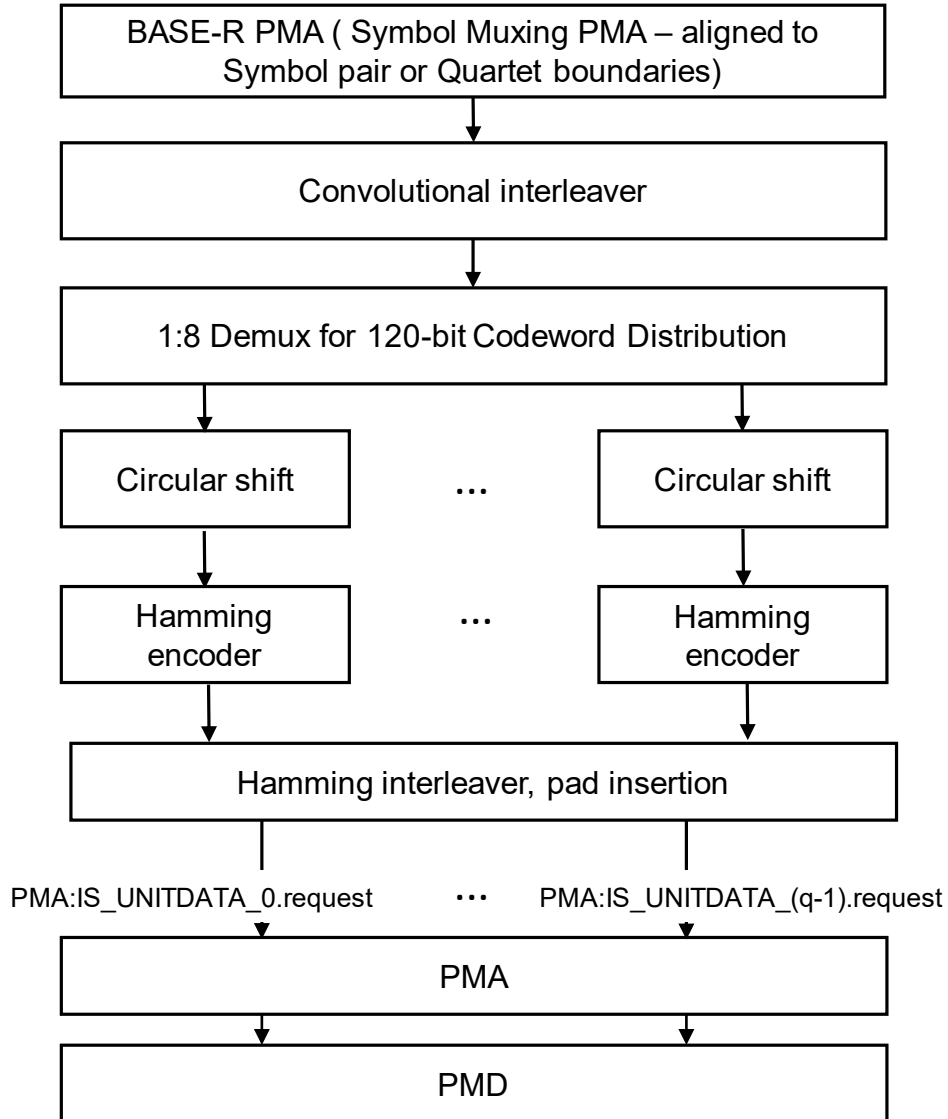 BASE-R PMA ( Symbol Muxing PMA – aligned to
Symbol pair or Quartet boundaries)
Convolutional interleaver
1:8 Demux for 120-bit Codeword Distribution
Circular shift
...
Circular shift
Hamming
encoder
...
Hamming
encoder
Hamming interleaver, pad insertion
PMA:IS_UNITDATA_0.request
...
PMA:IS_UNITDATA_(q-1).request
PMA
PMD